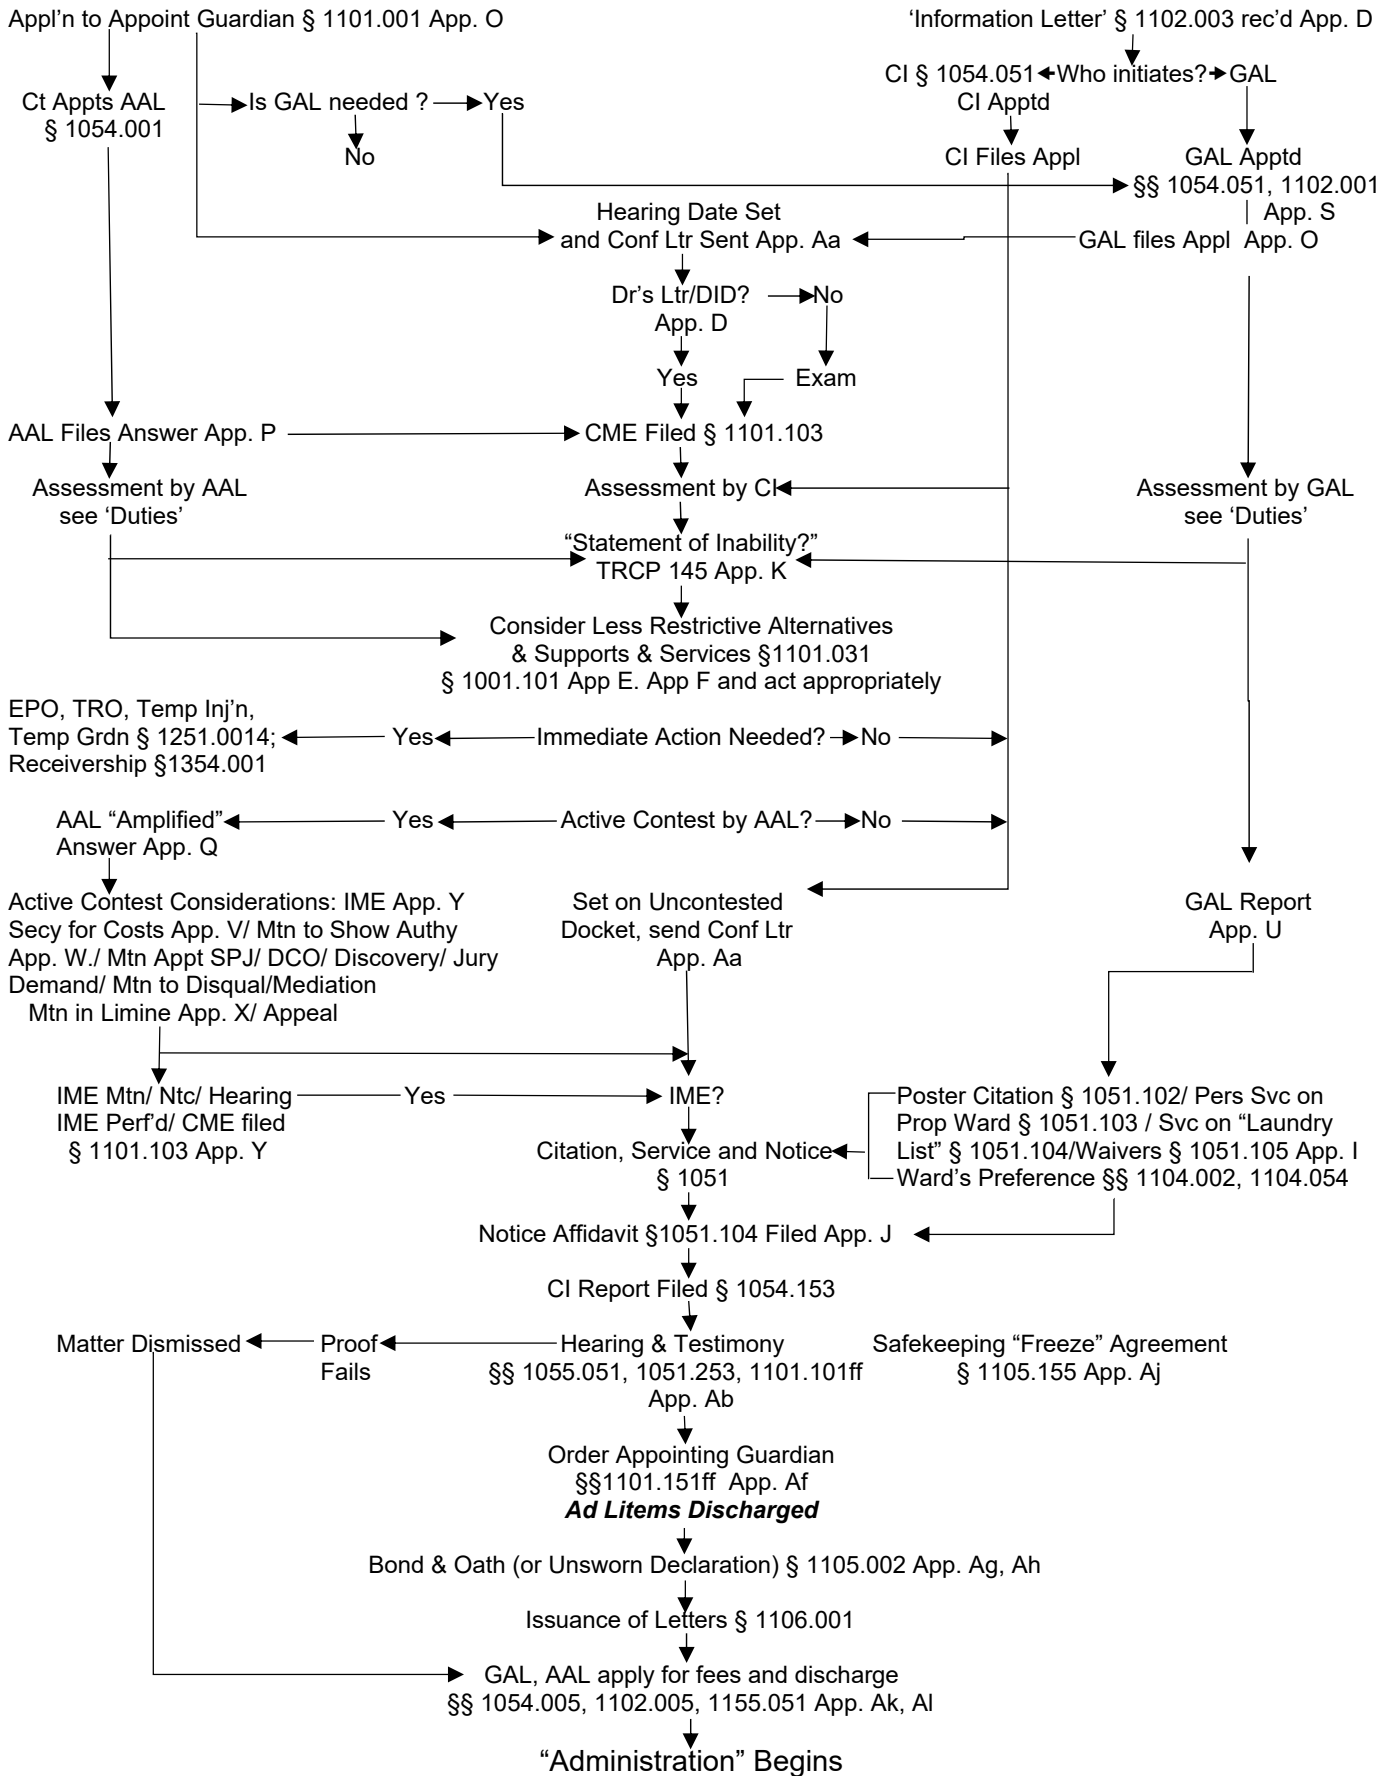 Appl'n to Appoint Guardian § 1101.001 App. O
‘Information Letter’ § 1102.003 rec’d App. D
CI § 1054.051
Who initiates?
GAL
Ct Appts AAL
§ 1054.001
Is GAL needed ?
Yes
No
CI Apptd
CI Files Appl
GAL Apptd
§§ 1054.051, 1102.001
App. S
Hearing Date Set
and Conf Ltr Sent App. Aa
GAL files Appl App. O
Dr’s Ltr/DID?
App. D
No
Yes
Exam
AAL Files Answer App. P
CME Filed § 1101.103
Assessment by AAL
see ‘Duties’
Assessment by CI
Assessment by GAL
see ‘Duties’
“Statement of Inability?”
TRCP 145 App. K
Consider Less Restrictive Alternatives
& Supports & Services §1101.031
§ 1001.101 App E. App F and act appropriately
EPO, TRO, Temp Inj’n,
Temp Grdn § 1251.0014;
Receivership §1354.001
Yes
Immediate Action Needed?
No
AAL “Amplified”
Answer App. Q
Yes
Active Contest by AAL?
No
Active Contest Considerations: IME App. Y
Secy for Costs App. V/ Mtn to Show Authy
App. W./ Mtn Appt SPJ/ DCO/ Discovery/ Jury
Demand/ Mtn to Disqual/Mediation
Mtn in Limine App. X/ Appeal
Set on Uncontested
Docket, send Conf Ltr
App. Aa
GAL Report
App. U
IME Mtn/ Ntc/ Hearing
IME Perf’d/ CME filed
§ 1101.103 App. Y
Yes
IME?
Poster Citation § 1051.102/ Pers Svc on
Prop Ward § 1051.103 / Svc on “Laundry
List” § 1051.104/Waivers § 1051.105 App. I
Ward’s Preference §§ 1104.002, 1104.054
Citation, Service and Notice
§ 1051
Notice Affidavit §1051.104 Filed App. J
CI Report Filed § 1054.153
Matter Dismissed
Proof
Fails
Hearing & Testimony
§§ 1055.051, 1051.253, 1101.101ff
App. Ab
Safekeeping “Freeze” Agreement
§ 1105.155 App. Aj
Order Appointing Guardian
§§1101.151ff App. Af
Ad Litems Discharged
Bond & Oath (or Unsworn Declaration) § 1105.002 App. Ag, Ah
Issuance of Letters § 1106.001
GAL, AAL apply for fees and discharge
§§ 1054.005, 1102.005, 1155.051 App. Ak, Al
“Administration” Begins